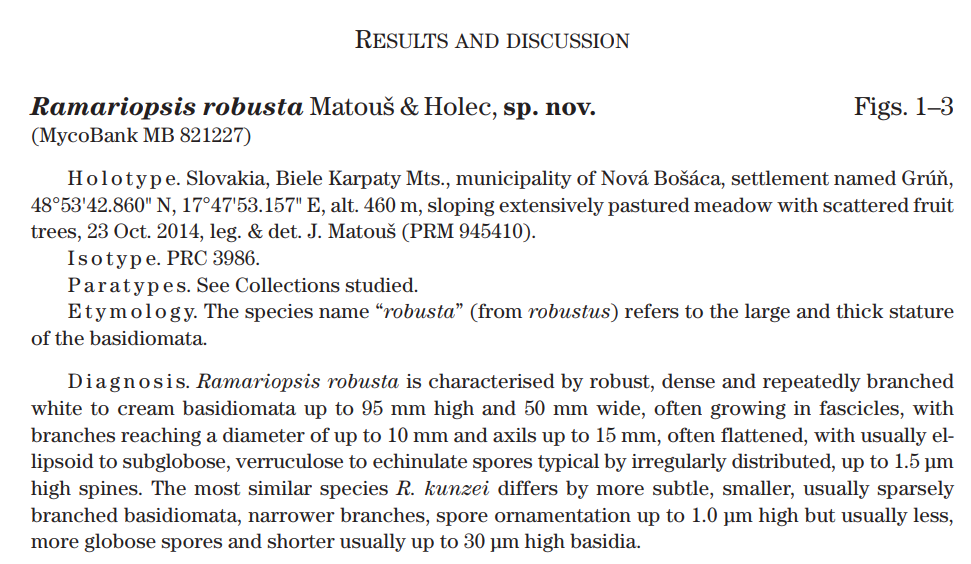 RESULTS AND DISCUSSION
Ramariopsis robusta Matouš & Holec, sp. nov. Figs. 1–3
(MycoBank MB 821227)
Holotype. Slovakia, Biele Karpaty Mts., municipality of Nová Bošáca, settlement named Grúň,
48°53'42.860" N, 17°47'53.157" E, alt. 460 m, sloping extensively pastured meadow with scattered fruit
trees, 23 Oct. 2014, leg. & det. J. Matouš (PRM 945410).
Isotype. PRC 3986.
Paratypes. See Collections studied.
Etymology. The species name “robusta” (from robustus) refers to the large and thick stature
of the basidiomata.
Diagnosis. Ramariopsis robusta is characterised by robust, dense and repeatedly branched
white to cream basidiomata up to 95 mm high and 50 mm wide, often growing in fascicles, with
branches reaching a diameter of up to 10 mm and axils up to 15 mm, often flattened, with usually el-
lipsoid to subglobose, verruculose to echinulate spores typical by irregularly distributed, up to 1.5 µm
high spines. The most similar species R. kunzei differs by more subtle, smaller, usually sparsely
branched basidiomata, narrower branches, spore ornamentation up to 1.0 µm high but usually less,
more globose spores and shorter usually up to 30 µm high basidia.